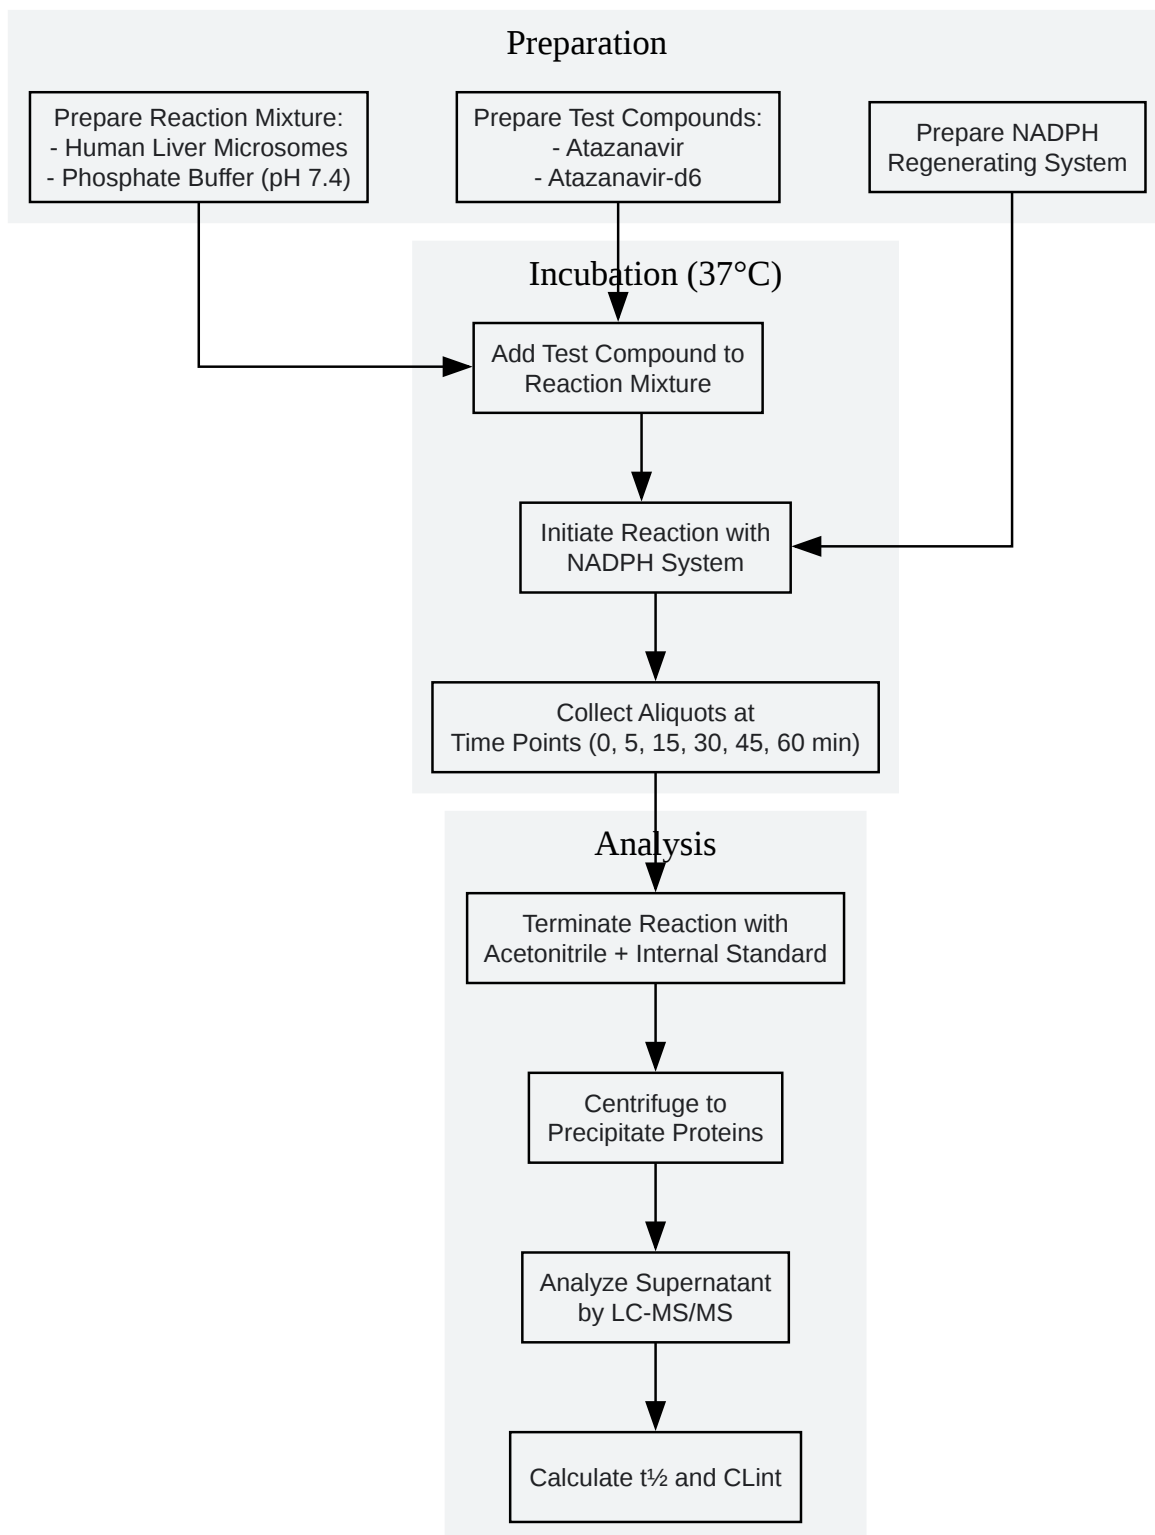 Preparation
Prepare Reaction Mixture:
- Human Liver Microsomes
- Phosphate Buffer (pH 7.4)
Prepare Test Compounds:
- Atazanavir
- Atazanavir-d6
Prepare NADPH
Regenerating System
Incubation (37°C)
Add Test Compound to
Reaction Mixture
Initiate Reaction with
NADPH System
Collect Aliquots at
Time Points (0, 5, 15, 30, 45, 60 min)
Analysis
Terminate Reaction with
Acetonitrile + Internal Standard
Centrifuge to
Precipitate Proteins
Analyze Supernatant
by LC-MS/MS
Calculate t½ and CLint